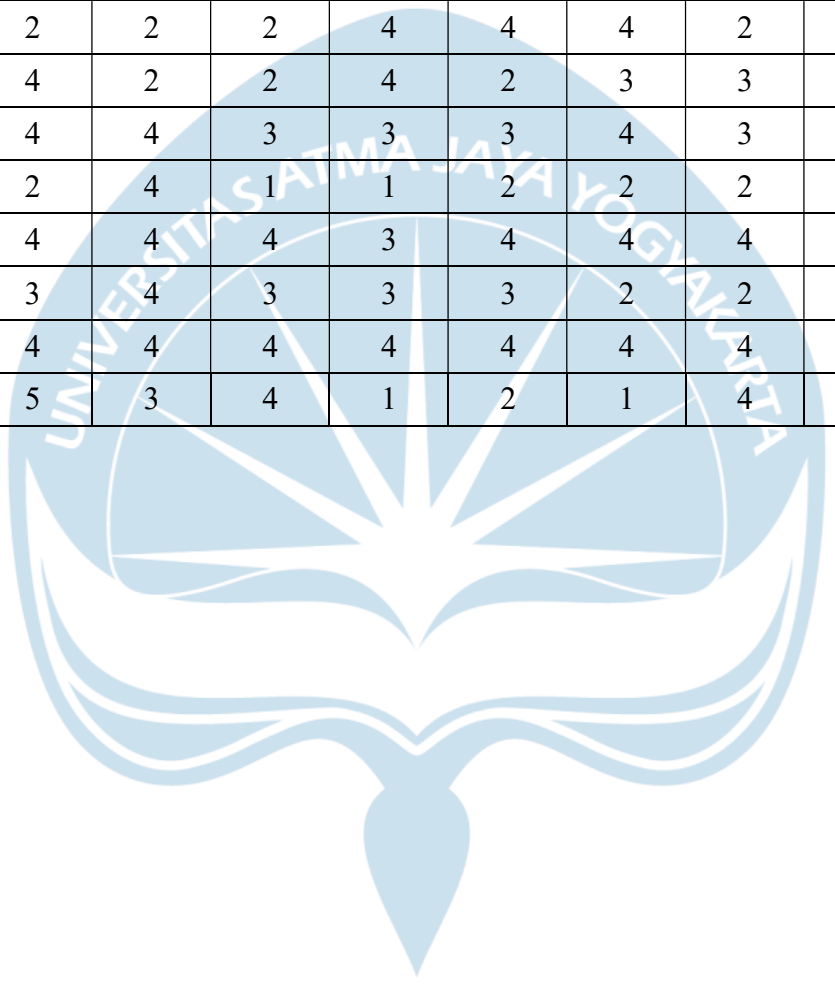 2 2 2 4 4 4 2
4 2 2 4 2 3 3
4 4 3 3 3 4 3
2 4 1 1 2 2 2
4 4 4 3 4 4 4
3 4 3 3 3 2 2
4 4 4 4 4 4 4
5 3 4 1 2 1 4
UNIVERSITAS ATMA JAYA YOGYAKARTA